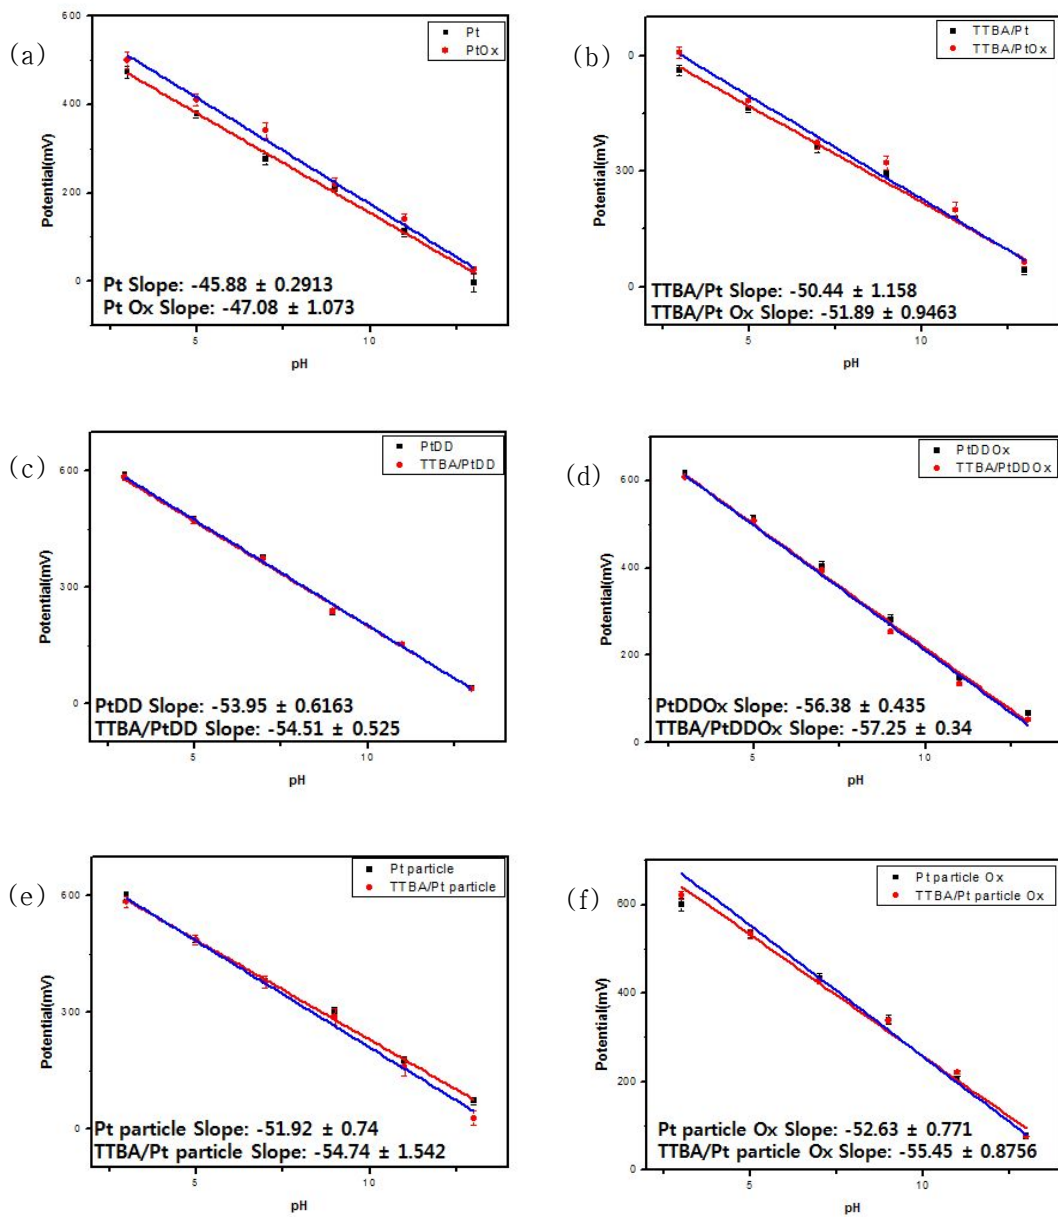 (a)
Pt
PtOx
600
400
200
0
Potential(mV)
Pt Slope: -45.88 ± 0.2913
Pt Ox Slope: -47.08 ± 1.073
5
10
pH
(b)
TTBA/Pt
TTBA/PtOx
0
300
0
Potential(mV)
TTBA/Pt Slope: -50.44 ± 1.158
TTBA/Pt Ox Slope: -51.89 ± 0.9463
5
10
pH
(c)
PtDD
TTBA/PtDD
600
300
0
Potential(mV)
PtDD Slope: -53.95 ± 0.6163
TTBA/PtDD Slope: -54.51 ± 0.525
5
10
pH
(d)
PtDDOx
TTBA/PtDDOx
600
400
200
0
Potential(mV)
PtDDOx Slope: -56.38 ± 0.435
TTBA/PtDDOx Slope: -57.25 ± 0.34
5
10
pH
(e)
Pt particle
TTBA/Pt particle
600
300
0
Potential(mV)
Pt particle Slope: -51.92 ± 0.74
TTBA/Pt particle Slope: -54.74 ± 1.542
5
10
pH
(f)
Pt particle Ox
TTBA/Pt particle Ox
600
400
200
0
Potential(mV)
Pt particle Ox Slope: -52.63 ± 0.771
TTBA/Pt particle Ox Slope: -55.45 ± 0.8756
5
10
pH